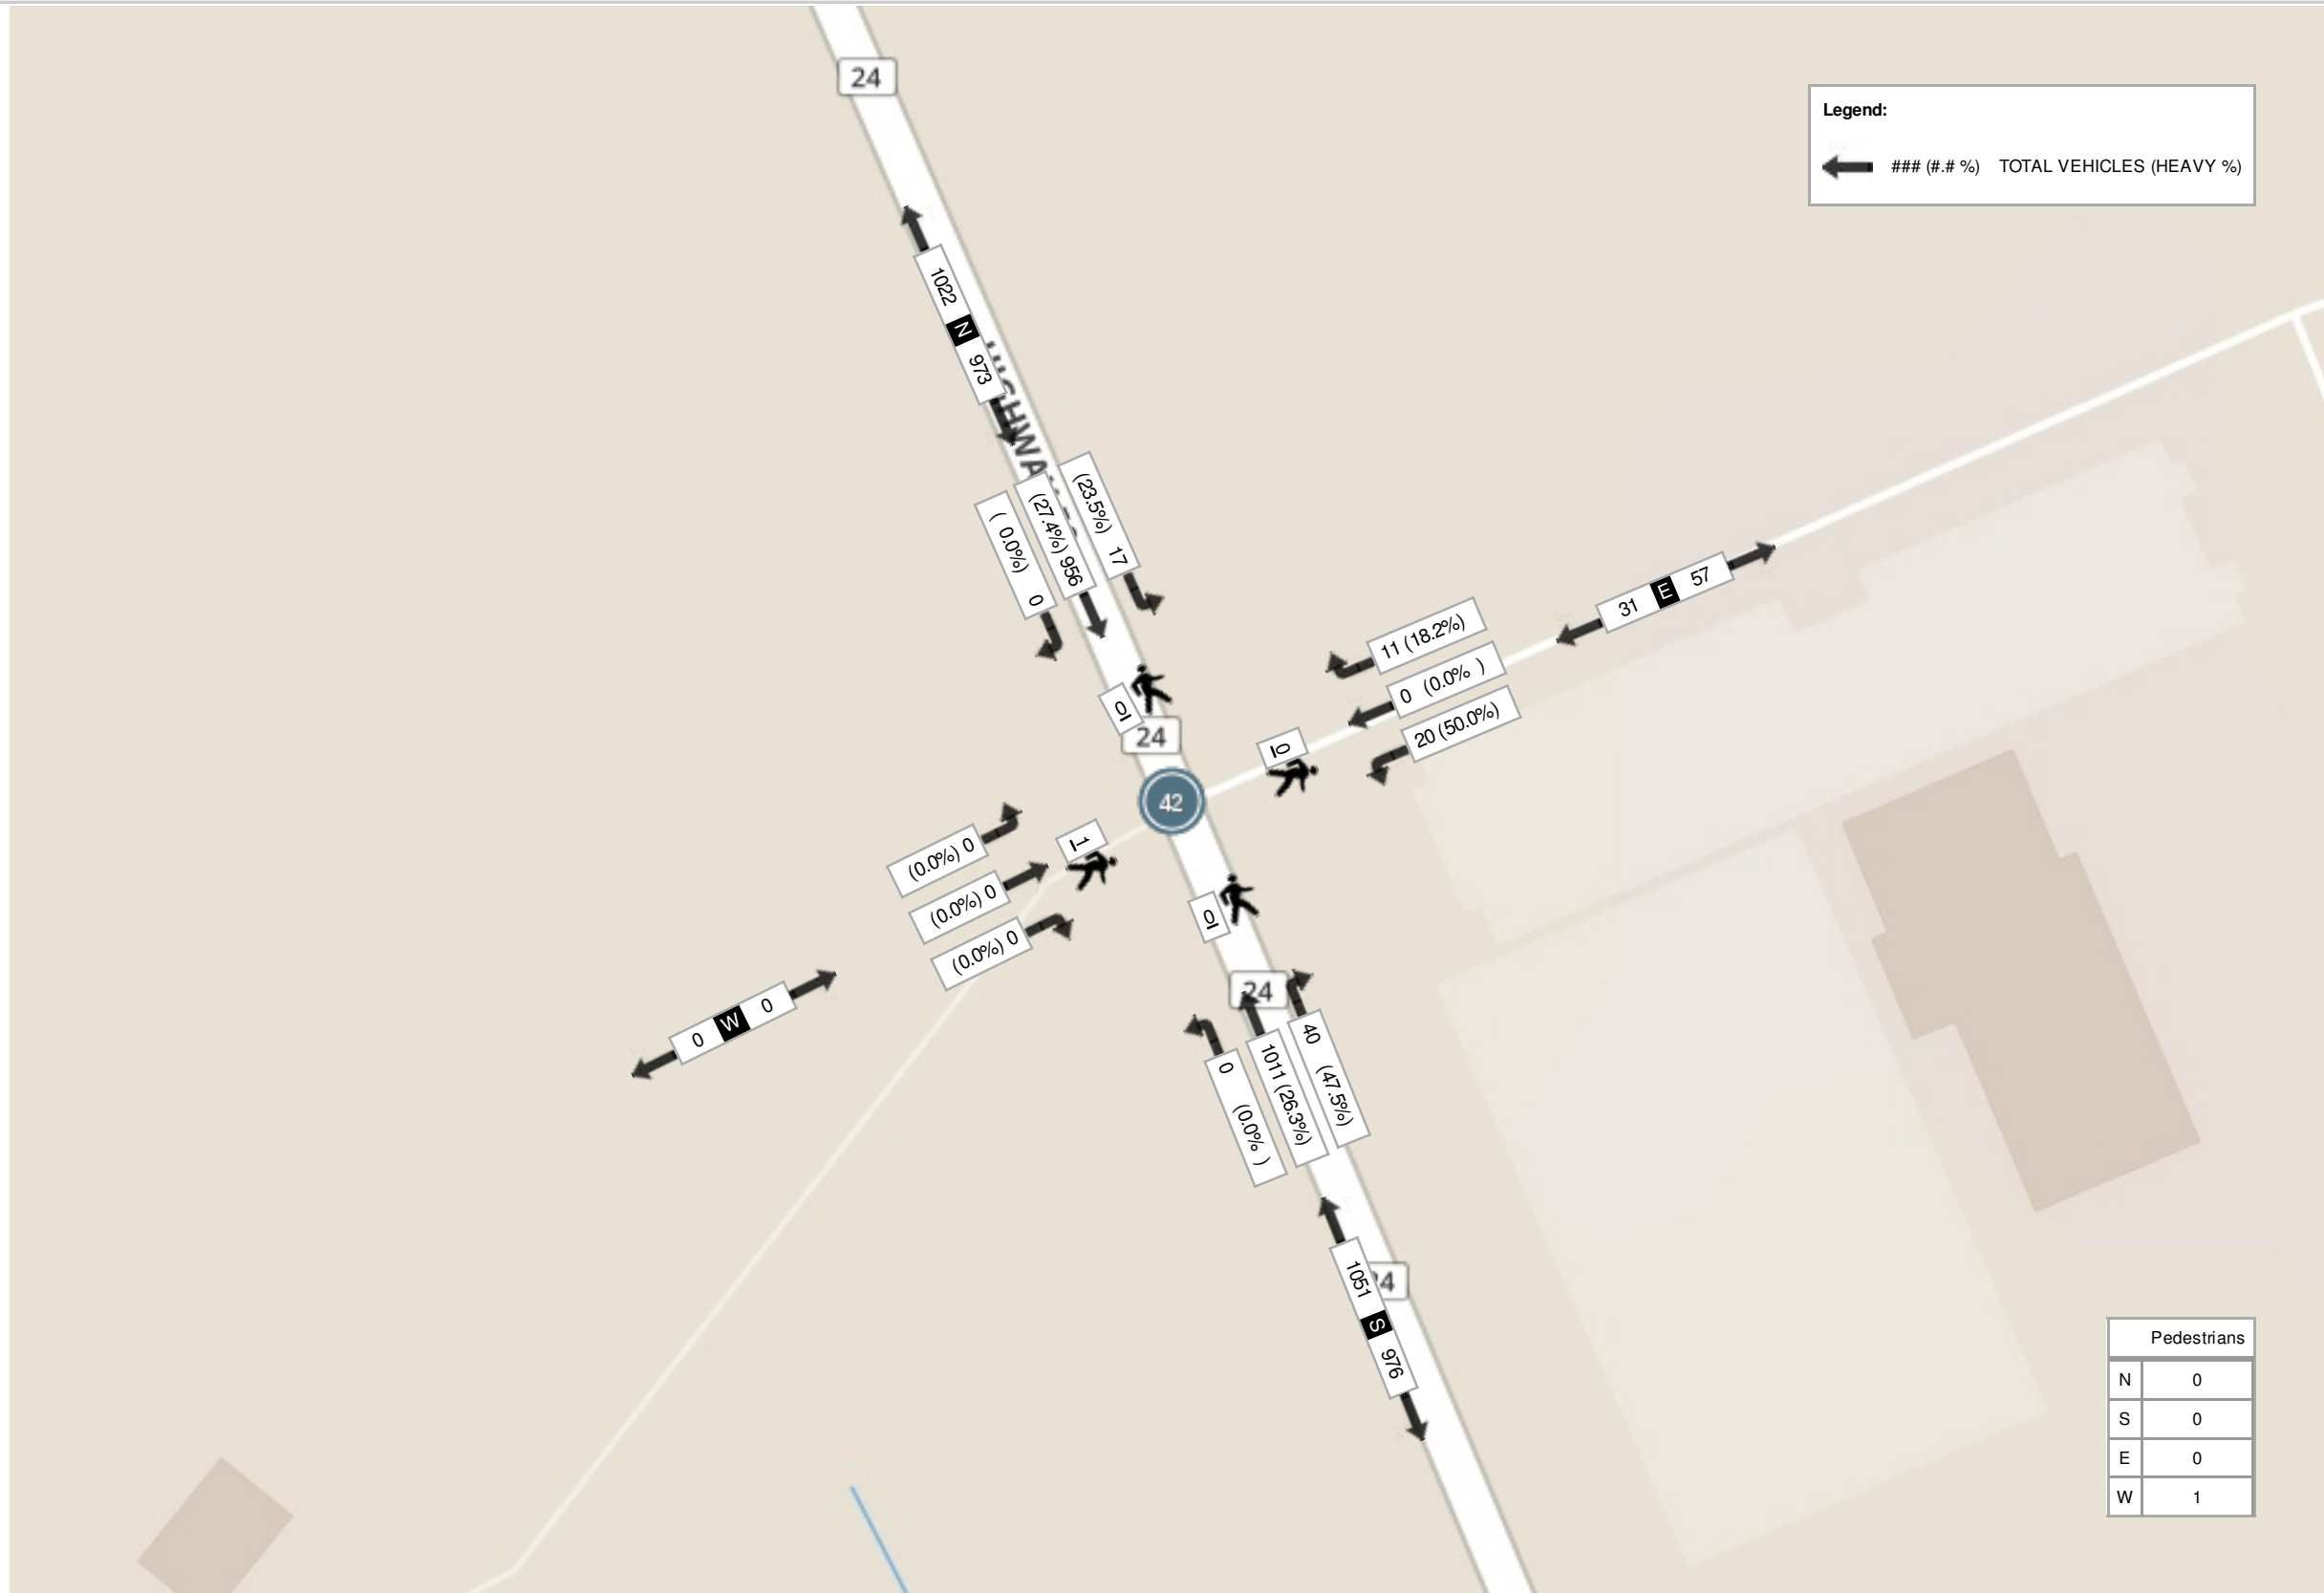 24
Legend:
### (#.# %) TOTAL VEHICLES (HEAVY %)
1022 N 973
(23.5%) 17
(27.4%) 956
( 0.0%) 0
31 E 57
11 (18.2%)
0 (0.0% )
20 (50.0%)
0
24
0
42
1
(0.0%) 0
(0.0%) 0
(0.0%) 0
0
0 W 0
24
40 (47.5%)
1011 (26.3%)
0 (0.0% )
1051 S 976
Pedestrians
N 0
S 0
E 0
W 1